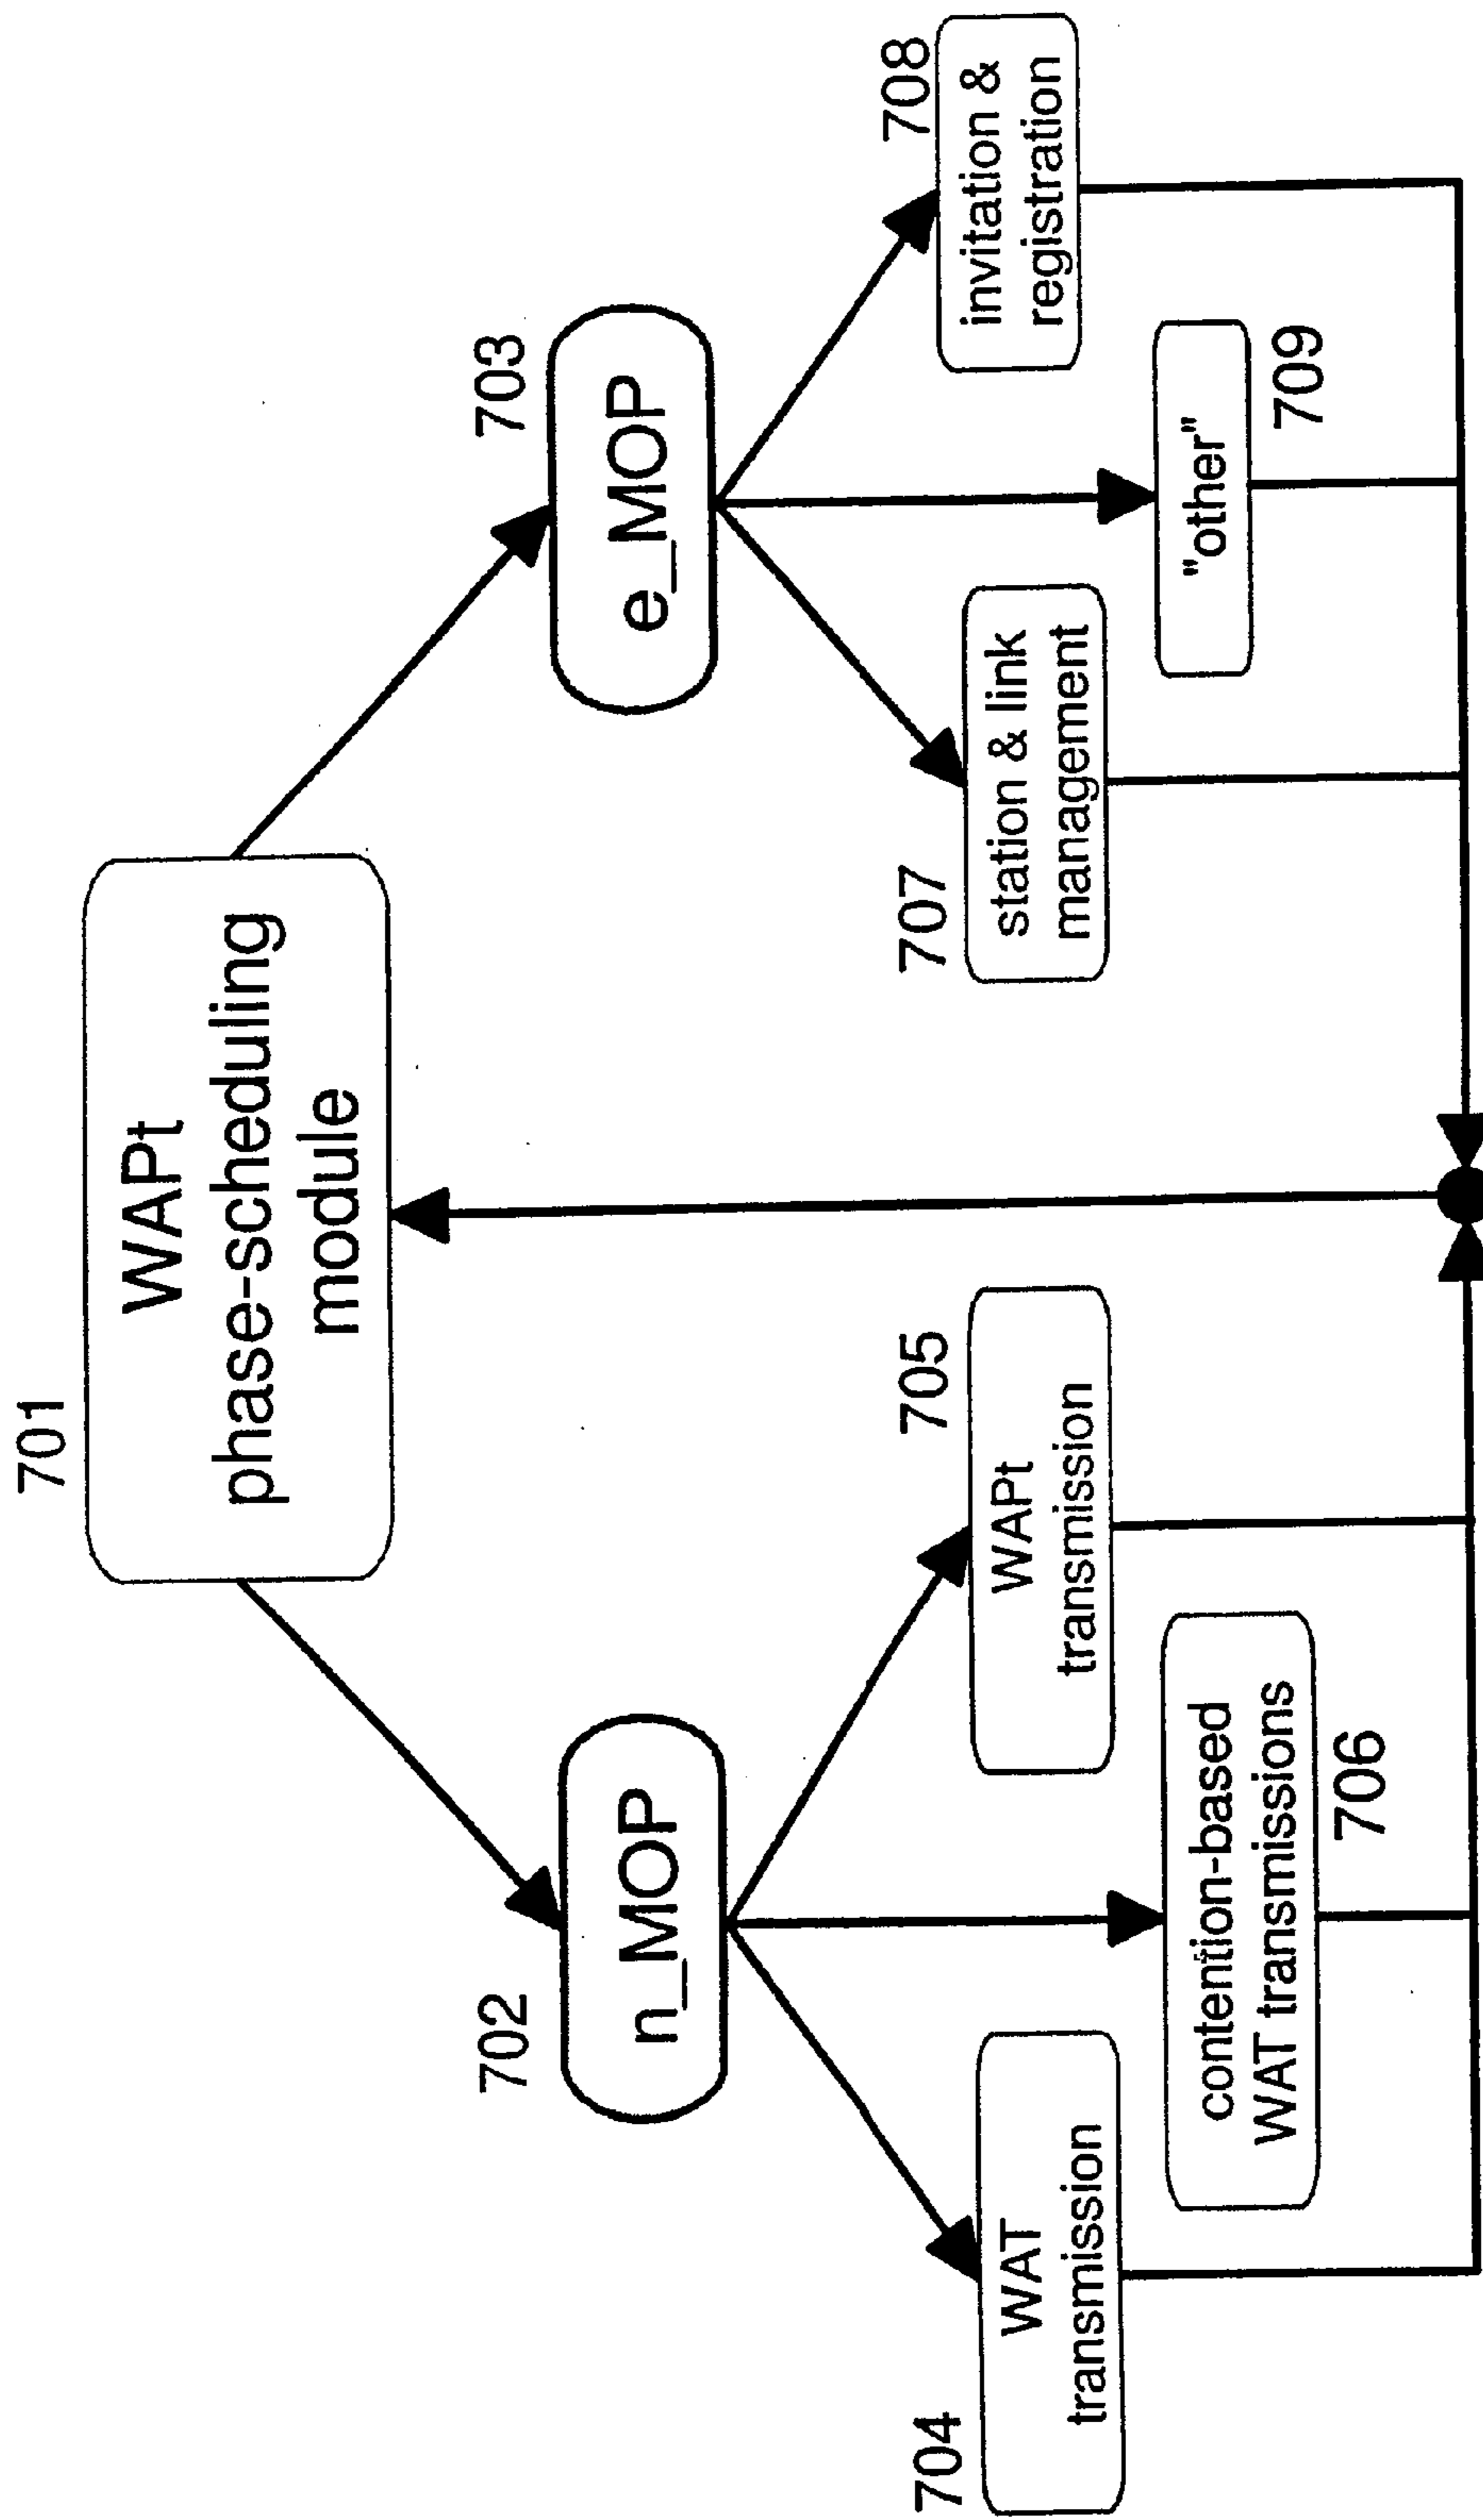 701
WAPt
phase-scheduling
module
702
n_MOP
703
e_MOP
704
WAT
transmission
705
WAPt
transmission
contention-based
WAT transmissions
706
707
station & link
management
"other"
709
708
invitation &
registration